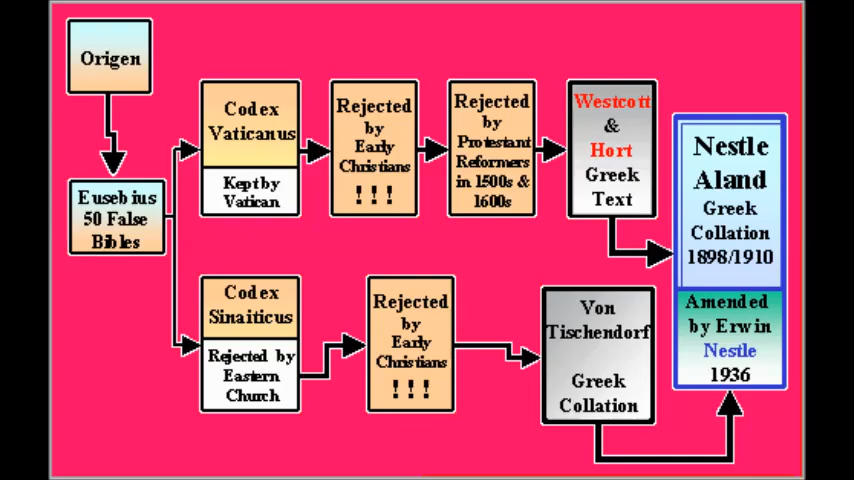 Origen
Eusebius
50 False
Bibles
Codex
Vaticanus
Kept by
Vatican
Rejected
by
Early
Christians
! ! !
Rejected
by
Protestant
Reformers
in 1500s &
1600s
Westcott
&
Hort
Greek
Text
Nestle
Aland
Greek
Collation
1898/1910
Amended
by Erwin
Nestle
1936
Codex
Sinaiticus
Rejected by
Eastern
Church
Rejected
by
Early
Christians
! ! !
Von
Tischendorf
Greek
Collation